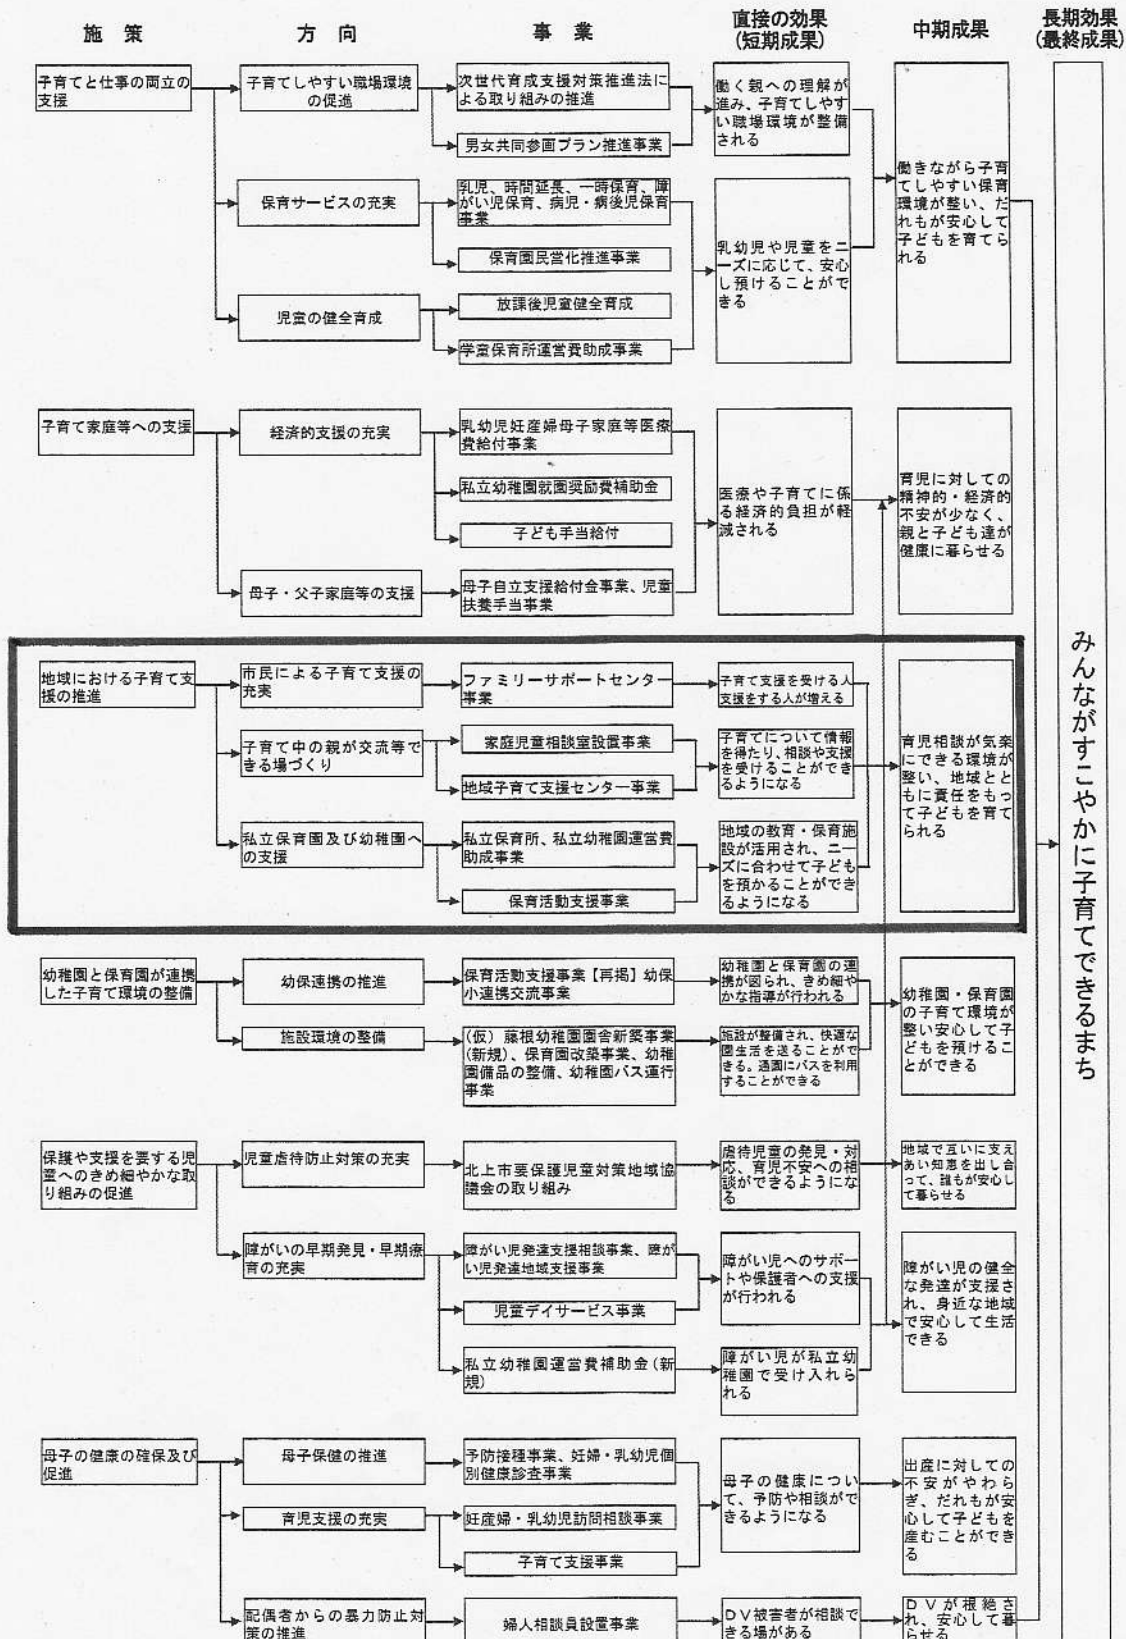 施策
方向
事業
直接の効果
(短期成果)
中期成果
長期効果
(最終成果)
子育てと仕事の両立の
支援
子育てしやすい職場環境
の促進
次世代育成支援対策推進法に
よる取り組みの推進
男女共同参画プラン推進事業
働く親への理解が
進み、子育てしやす
い職場環境が整備
される
保育サービスの充実
乳児、時間延長、一時保育、障
がい児保育、病児・病後児保育
事業
保育園民営化推進事業
児童の健全育成
放課後児童健全育成
学童保育所運営費助成事業
乳幼児や児童をニ
ーズに応じて、安心
し預けることがで
きる
働きながら子育
てしやすい保育
環境が整い、だ
れもが安心して
子どもを育てら
れる
子育て家庭等への支援
経済的支援の充実
乳幼児妊産婦母子家庭等医療
費給付事業
私立幼稚園就園奨励費補助金
子ども手当給付
母子・父子家庭等の支援
母子自立支援給付金事業、児童
扶養手当事業
医療や子育てに係
る経済的負担が軽
減される
育児に対しての
精神的・経済的
不安が少なく、
親と子ども達が
健康に暮らせる
地域における子育て支
援の推進
市民による子育て支援の
充実
ファミリーサポートセンター
事業
子育て支援を受ける人
支援をする人が増える
子育て中の親が交流等で
きる場づくり
家庭児童相談室設置事業
地域子育て支援センター事業
子育てについて情報
を得たり、相談や支援
を受けることができ
るようになる
私立保育園及び幼稚園へ
の支援
私立保育所、私立幼稚園運営費
助成事業
保育活動支援事業
地域の教育・保育施
設が活用され、ニー
ズに合わせて子ども
を預かることができ
るようになる
育児相談が気楽
にできる環境が
整い、地域とと
もに責任をもっ
て子どもを育て
られる
幼稚園と保育園が連携
した子育て環境の整備
幼保連携の推進
保育活動支援事業【再掲】幼保
小連携交流事業
幼稚園と保育園の連
携が図られ、きめ細や
かな指導が行われる
施設環境の整備
(仮)藤根幼稚園園舎新築事業
(新規)、保育園改築事業、幼稚
園備品の整備、幼稚園バス運行
事業
施設が整備され、快適な
園生活を送ることがで
きる。通園にバスを利用
することができる
幼稚園・保育園
の子育て環境が
整い安心して子
どもを預けるこ
とができる
保護や支援を要する児
童へのきめ細やかな取
り組みの促進
児童虐待防止対策の充実
北上市要保護児童対策地域協
議会の取り組み
虐待児童の発見・対
応、育児不安への相
談ができるようにな
る
地域で互いに支え
あい知恵を出し合
って、誰もが安心し
て暮らせる
障がいの早期発見・早期療
育の充実
障がい児発達支援相談事業、障が
い児発達地域支援事業
児童デイサービス事業
障がい児へのサポー
トや保護者への支援
が行われる
私立幼稚園運営費補助金(新
規)
障がい児が私立幼
稚園で受け入れら
れる
障がい児の健全
な発達が支援さ
れ、身近な地域
で安心して生活
できる
母子の健康の確保及び
促進
母子保健の推進
予防接種事業、妊婦・乳幼児個
別健康診査事業
育児支援の充実
妊産婦・乳幼児訪問相談事業
子育て支援事業
母子の健康につい
て、予防や相談がで
きるようになる
出産に対しての
不安がやわら
ぎ、だれもが安
心して子どもを
産むことができ
る
配偶者からの暴力防止対
策の推進
婦人相談員設置事業
DV被害者が相談で
きる場がある
DVが根絶さ
れ、安心して暮
らせる
みんながすこやかに子育てできるまち